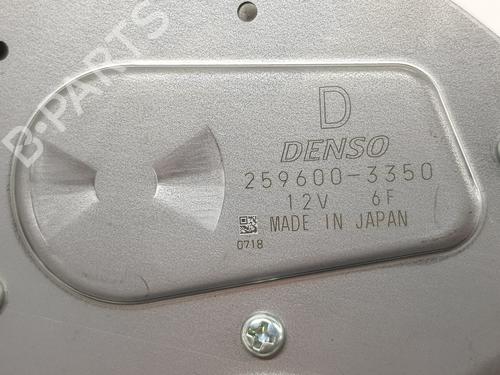 B-PARTS
D
DENSO
259600-3350
12V 6F
MADE IN JAPAN
0718